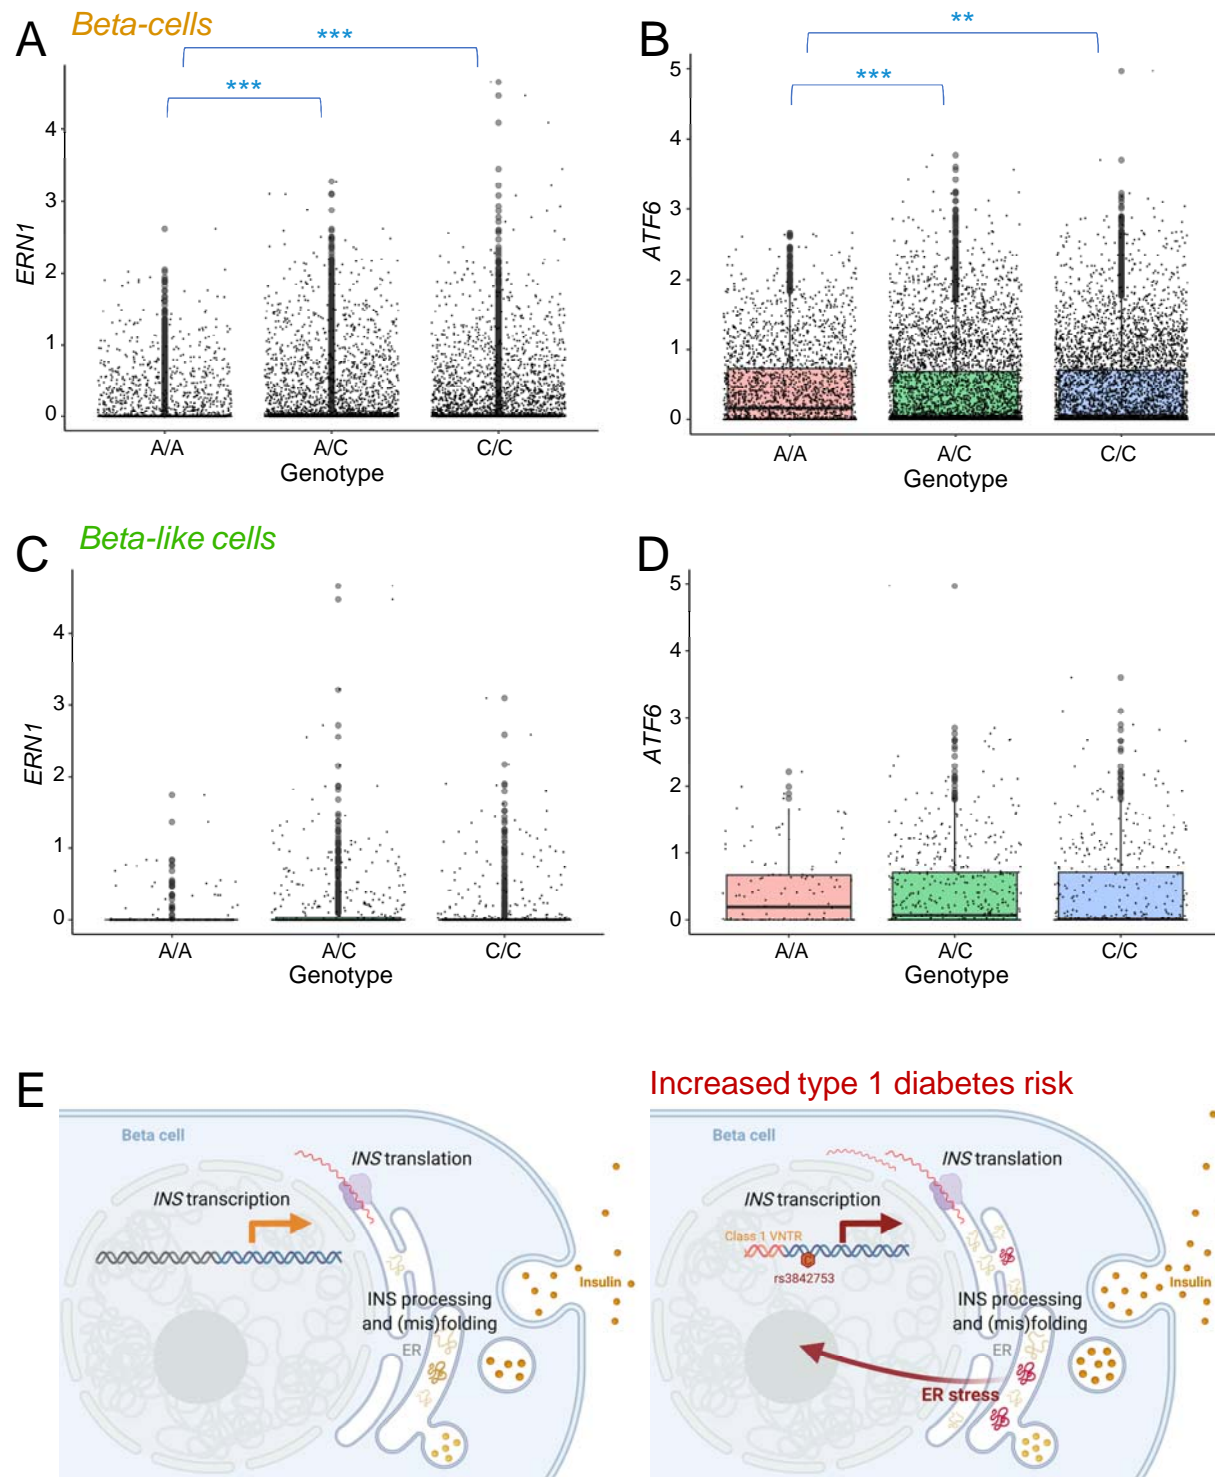 A
Beta-cells
***
***
ERN1
4
3
2
1
0
A/A
A/C
C/C
Genotype
B
**
***
ATF6
5
4
3
2
1
0
A/A
A/C
C/C
Genotype
C
Beta-like cells
ERN1
4
3
2
1
0
A/A
A/C
C/C
Genotype
D
ATF6
5
4
3
2
1
0
A/A
A/C
C/C
Genotype
E
Beta cell
INS translation
INS transcription
INS processing
and (mis)folding
ER
Insulin
Increased type 1 diabetes risk
Beta cell
INS translation
INS transcription
Class 1 VNTR
C
rs3842753
INS processing
and (mis)folding
ER
ER stress
Insulin